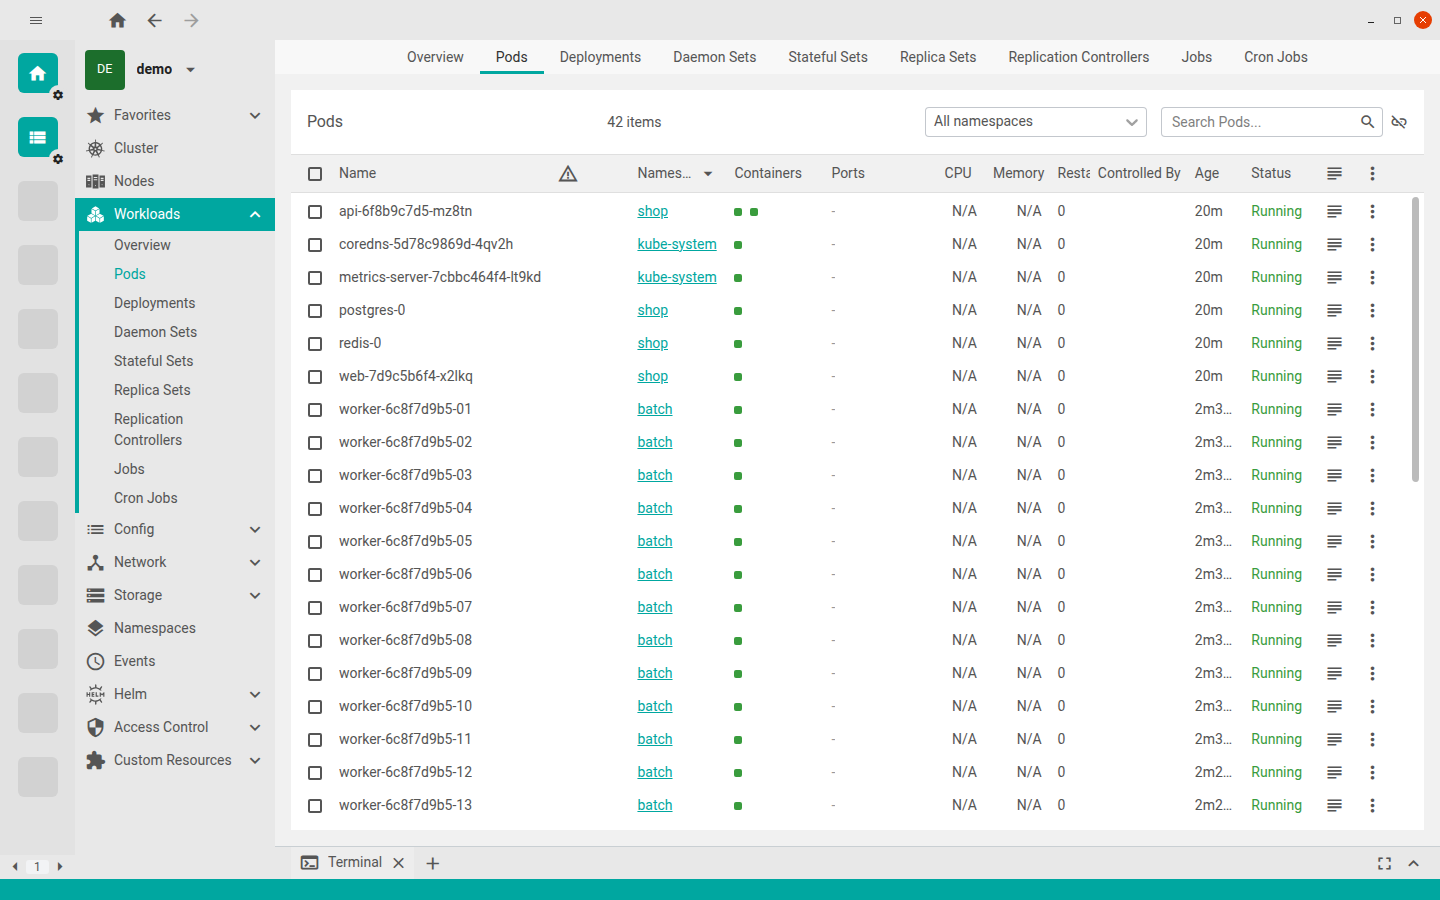 DE demo
Favorites
Cluster
Nodes
Workloads
Overview
Pods
Deployments
Daemon Sets
Stateful Sets
Replica Sets
Replication
Controllers
Jobs
Cron Jobs
Config
Network
Storage
Namespaces
Events
HELM Helm
Access Control
Custom Resources
1
Overview Pods Deployments Daemon Sets Stateful Sets Replica Sets Replication Controllers Jobs Cron Jobs
Pods 42 items All namespaces Search Pods...
Name Names... Containers Ports CPU Memory Resta Controlled By Age Status
api-6f8b9c7d5-mz8tn shop - N/A N/A 0 20m Running
coredns-5d78c9869d-4qv2h kube-system - N/A N/A 0 20m Running
metrics-server-7cbbc464f4-lt9kd kube-system - N/A N/A 0 20m Running
postgres-0 shop - N/A N/A 0 20m Running
redis-0 shop - N/A N/A 0 20m Running
web-7d9c5b6f4-x2lkq shop - N/A N/A 0 20m Running
worker-6c8f7d9b5-01 batch - N/A N/A 0 2m3... Running
worker-6c8f7d9b5-02 batch - N/A N/A 0 2m3... Running
worker-6c8f7d9b5-03 batch - N/A N/A 0 2m3... Running
worker-6c8f7d9b5-04 batch - N/A N/A 0 2m3... Running
worker-6c8f7d9b5-05 batch - N/A N/A 0 2m3... Running
worker-6c8f7d9b5-06 batch - N/A N/A 0 2m3... Running
worker-6c8f7d9b5-07 batch - N/A N/A 0 2m3... Running
worker-6c8f7d9b5-08 batch - N/A N/A 0 2m3... Running
worker-6c8f7d9b5-09 batch - N/A N/A 0 2m3... Running
worker-6c8f7d9b5-10 batch - N/A N/A 0 2m3... Running
worker-6c8f7d9b5-11 batch - N/A N/A 0 2m3... Running
worker-6c8f7d9b5-12 batch - N/A N/A 0 2m2... Running
worker-6c8f7d9b5-13 batch - N/A N/A 0 2m2... Running
Terminal